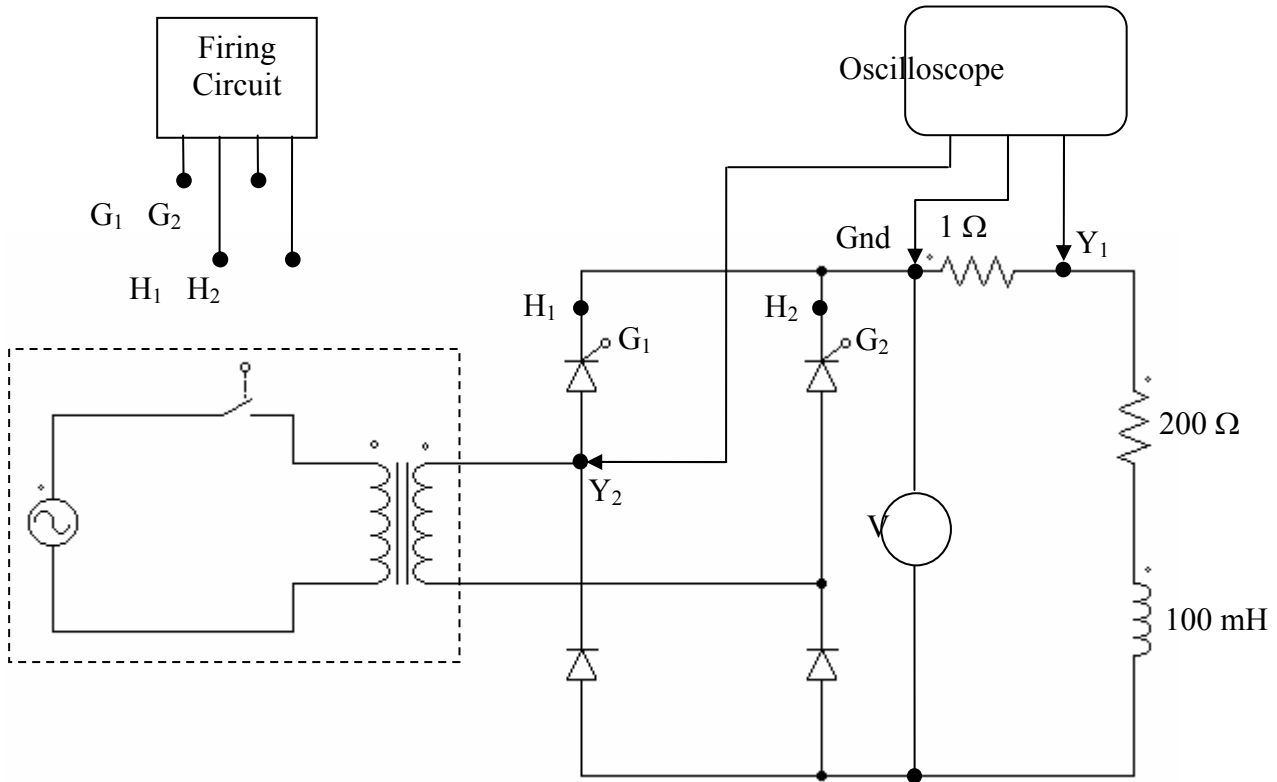 Firing
Circuit
Oscilloscope
G₁ G₂
H₁ H₂
Gnd
1 Ω
Y₁
H₁
G₁
H₂
G₂
200 Ω
Y₂
V
100 mH